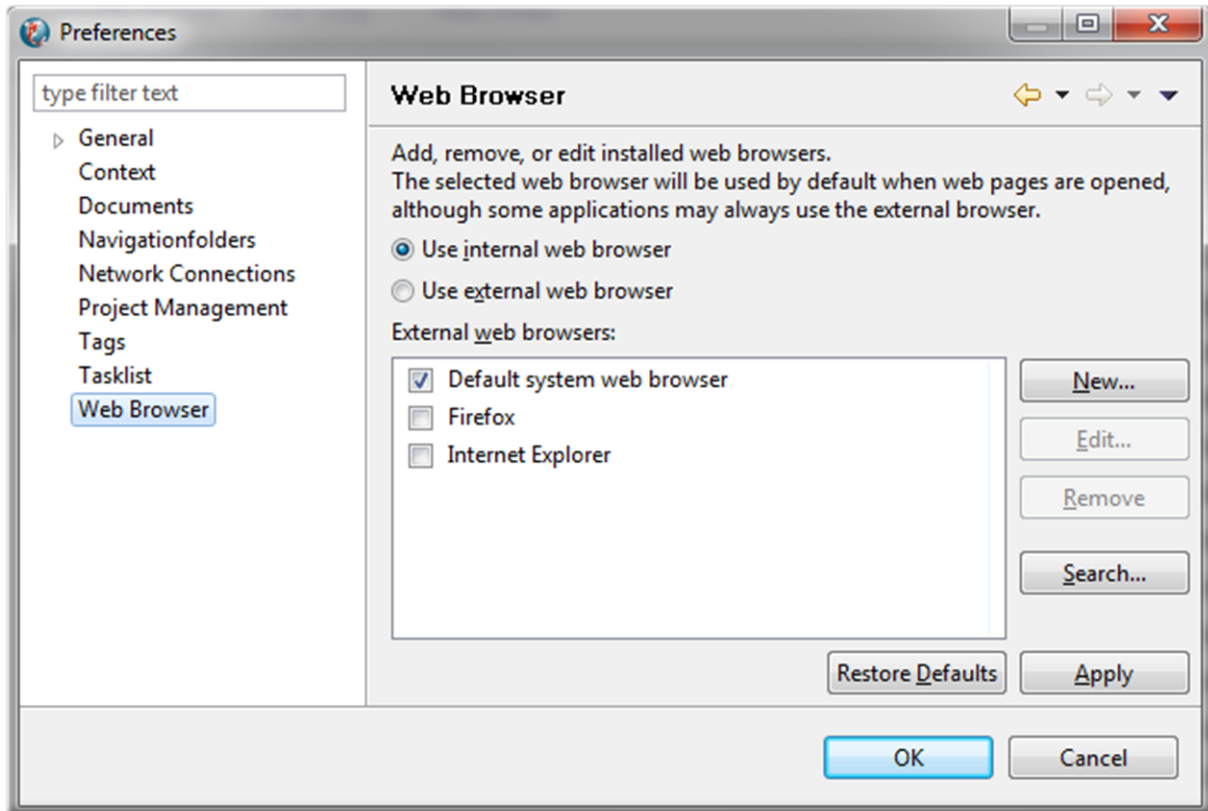 Preferences
type filter text
General
Context
Documents
Navigationfolders
Network Connections
Project Management
Tags
Tasklist
Web Browser
Web Browser
Add, remove, or edit installed web browsers.
The selected web browser will be used by default when web pages are opened,
although some applications may always use the external browser.
Use internal web browser
Use external web browser
External web browsers:
Default system web browser
Firefox
Internet Explorer
New...
Edit...
Remove
Search...
Restore Defaults
Apply
OK
Cancel